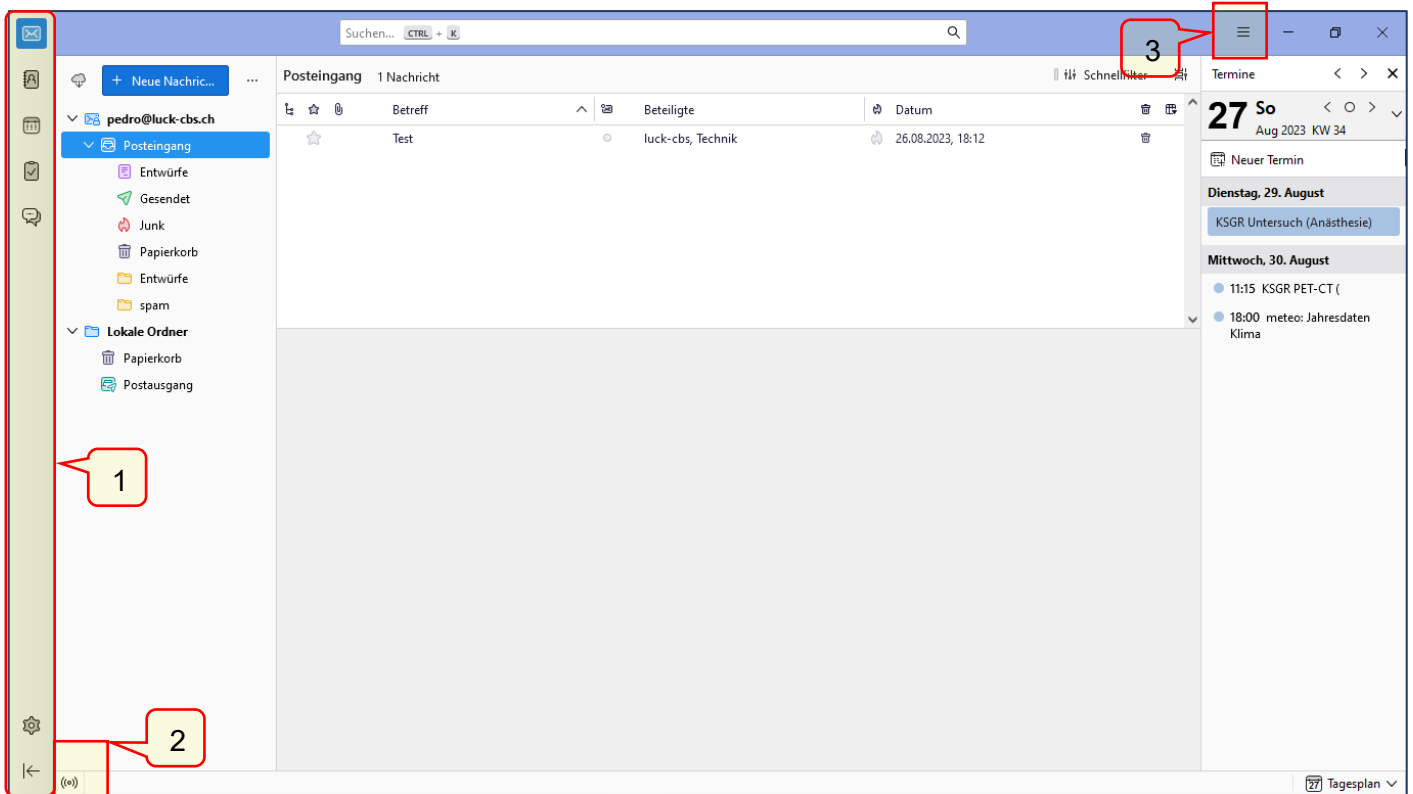 Suchen... CTRL + K
3
+ Neue Nachric... ...
Posteingang 1 Nachricht
Schnellfilter
Termine
pedro@luck-cbs.ch
Posteingang
Entwürfe
Gesendet
Junk
Papierkorb
Entwürfe
spam
Lokale Ordner
Papierkorb
Postausgang
Betreff Beteiligte Datum
Test luck-cbs, Technik 26.08.2023, 18:12
27 So
Aug 2023 KW 34
Neuer Termin
Dienstag, 29. August
KSGR Untersuch (Anästhesie)
Mittwoch, 30. August
11:15 KSGR PET-CT (
18:00 meteo: Jahresdaten
Klima
1
2
27 Tagesplan